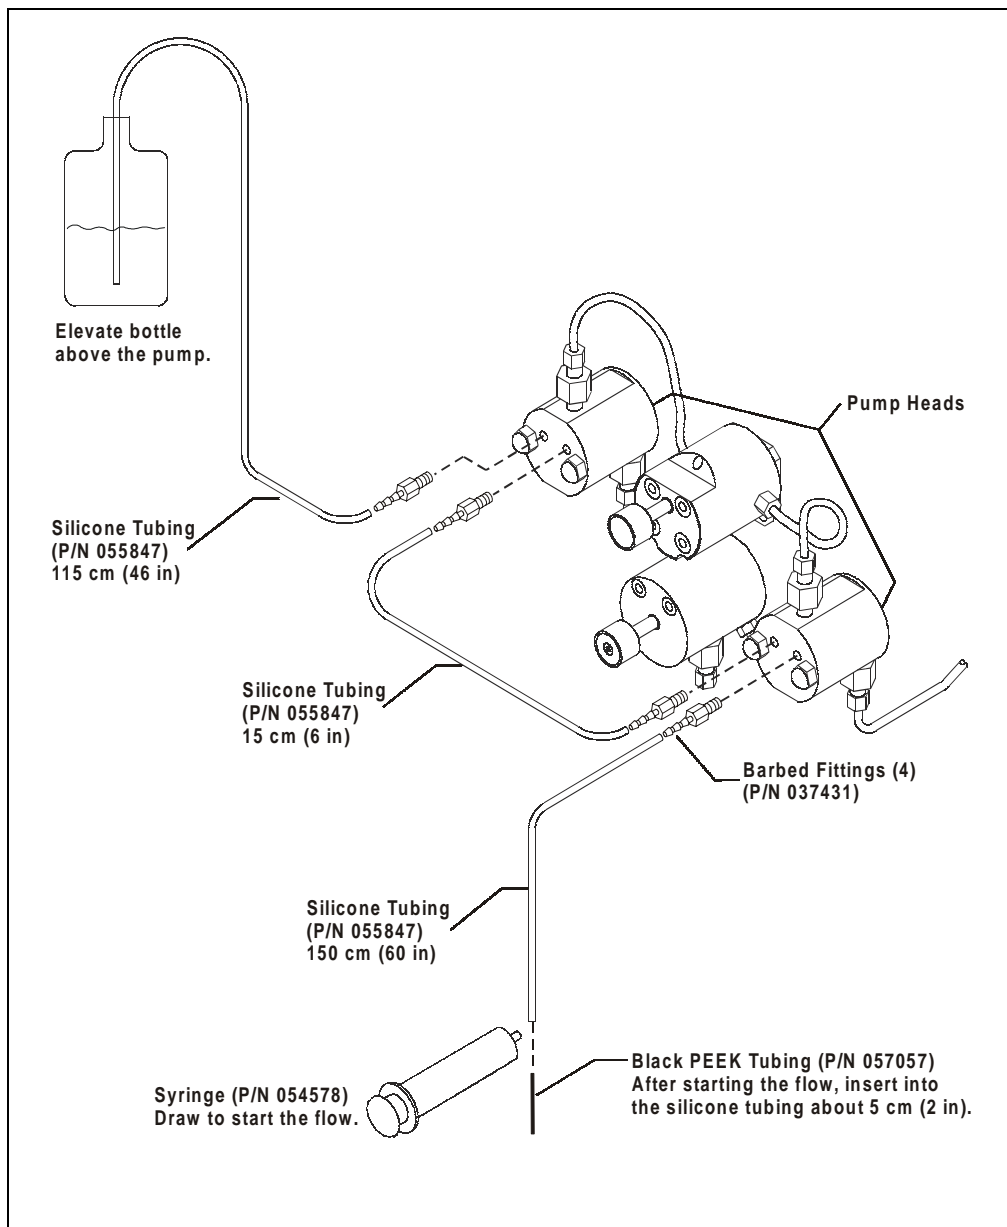 Elevate bottle
above the pump.
Pump Heads
Silicone Tubing
(P/N 055847)
115 cm (46 in)
Silicone Tubing
(P/N 055847)
15 cm (6 in)
Barbed Fittings (4)
(P/N 037431)
Silicone Tubing
(P/N 055847)
150 cm (60 in)
Syringe (P/N 054578)
Draw to start the flow.
Black PEEK Tubing (P/N 057057)
After starting the flow, insert into
the silicone tubing about 5 cm (2 in).